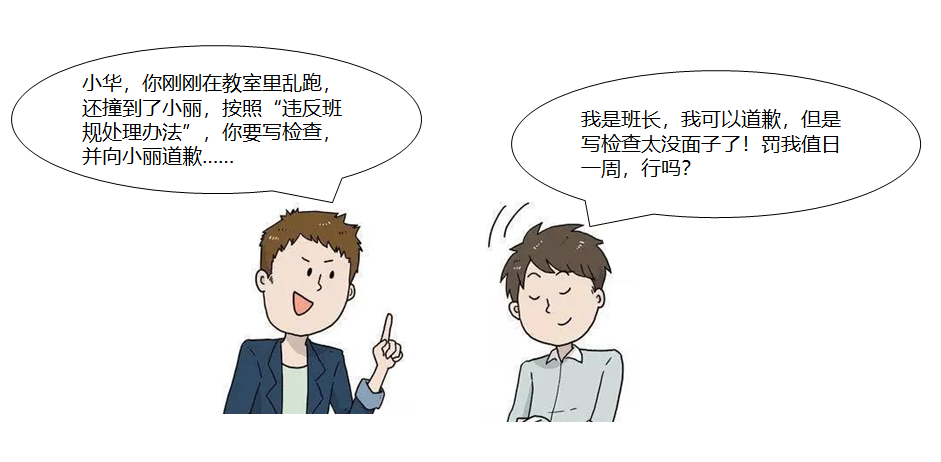 小华，你刚刚在教室里乱跑，
还撞到了小丽，按照“违反班
规处理办法”，你要写检查，
并向小丽道歉......
我是班长，我可以道歉，但是
写检查太没面子了！罚我值日
一周，行吗？